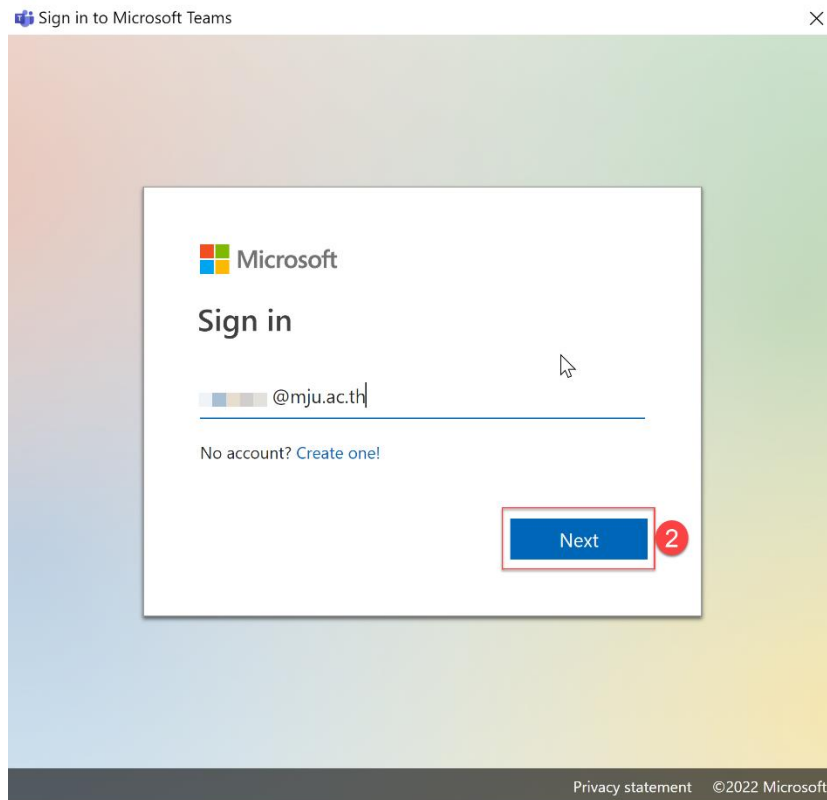 Sign in to Microsoft Teams
Microsoft
Sign in
@mju.ac.th
No account? Create one!
Next
2
Privacy statement ©2022 Microsoft